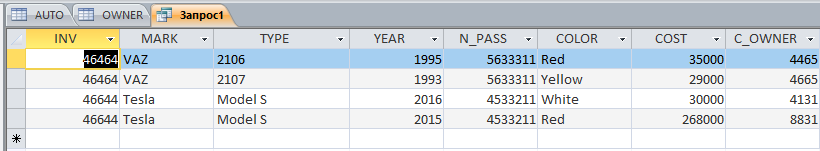 AUTO OWNER Запрос1
INV MARK TYPE YEAR N_PASS COLOR COST C_OWNER
46464 VAZ 2106 1995 5633311 Red 35000 4465
46464 VAZ 2107 1993 5633311 Yellow 29000 4665
46644 Tesla Model S 2016 4533211 White 30000 4131
46644 Tesla Model S 2015 4533211 Red 268000 8831